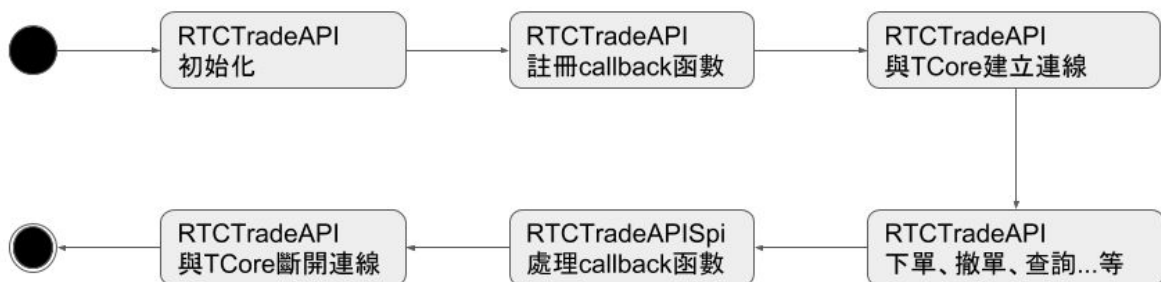 RTCTradeAPI
初始化
RTCTradeAPI
註冊callback函數
RTCTradeAPI
與TCore建立連線
RTCTradeAPI
下單、撤單、查詢...等
RTCTradeAPISpi
處理callback函數
RTCTradeAPI
與TCore斷開連線